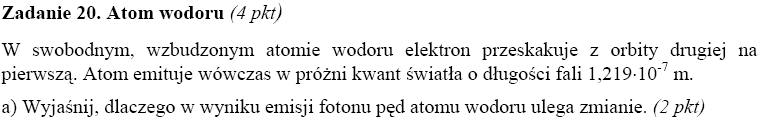 Zadanie 20. Atom wodoru (4 pkt)
W swobodnym, wzbudzonym atomie wodoru elektron przeskakuje z orbity drugiej na
pierwszą. Atom emituje wówczas w próżni kwant światła o długości fali 1,219·10⁻⁷ m.
a) Wyjaśnij, dlaczego w wyniku emisji fotonu pęd atomu wodoru ulega zmianie. (2 pkt)